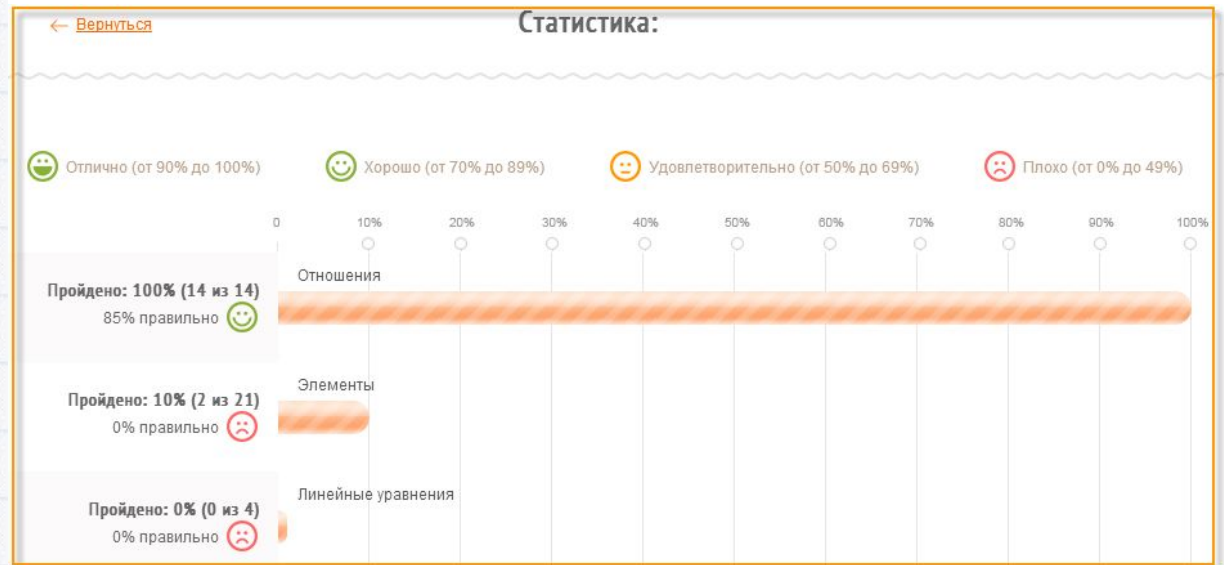 ← Вернуться
Статистика:
Отлично (от 90% до 100%)
Хорошо (от 70% до 89%)
Удовлетворительно (от 50% до 69%)
Плохо (от 0% до 49%)
0 10% 20% 30% 40% 50% 60% 70% 80% 90% 100%
Отношения
Пройдено: 100% (14 из 14)
85% правильно
Элементы
Пройдено: 10% (2 из 21)
0% правильно
Линейные уравнения
Пройдено: 0% (0 из 4)
0% правильно